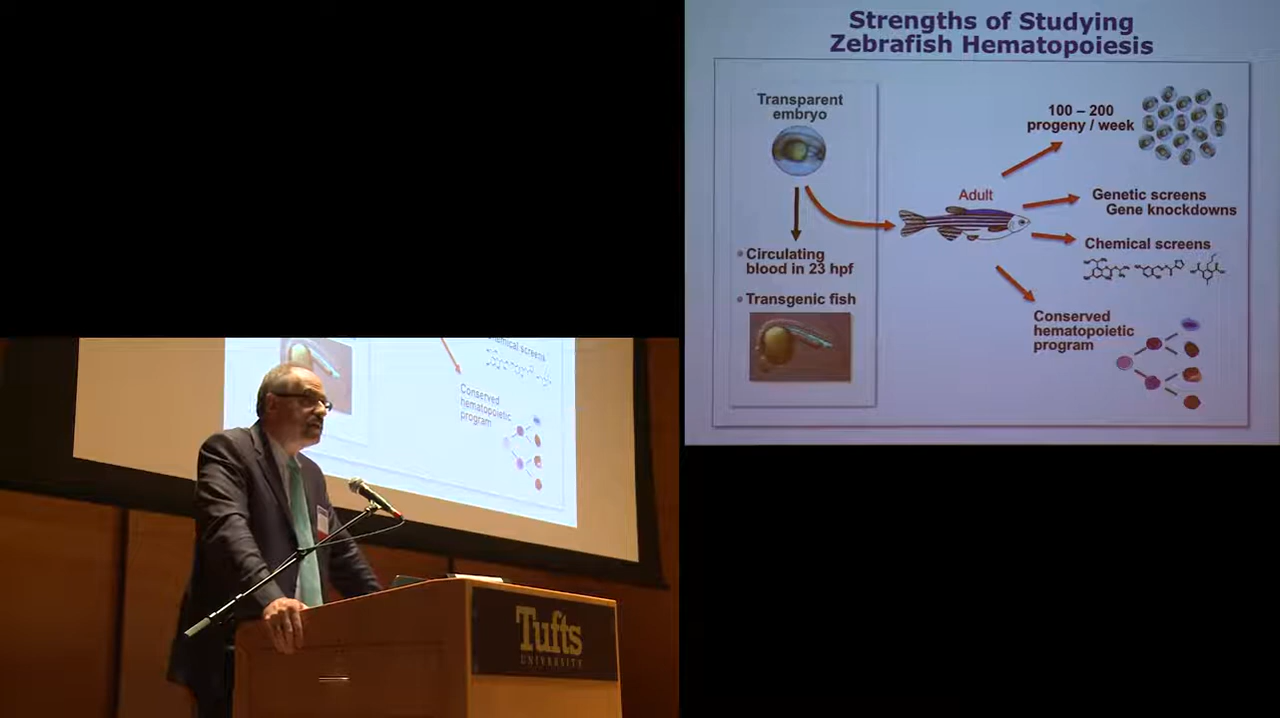 Strengths of Studying
Zebrafish Hematopoiesis
Transparent
embryo
• Circulating
blood in 23 hpf
• Transgenic fish
Adult
100 – 200
progeny / week
Genetic screens
Gene knockdowns
Chemical screens
Conserved
hematopoietic
program
Chemical screens
Conserved
hematopoietic
program
Tufts
UNIVERSITY